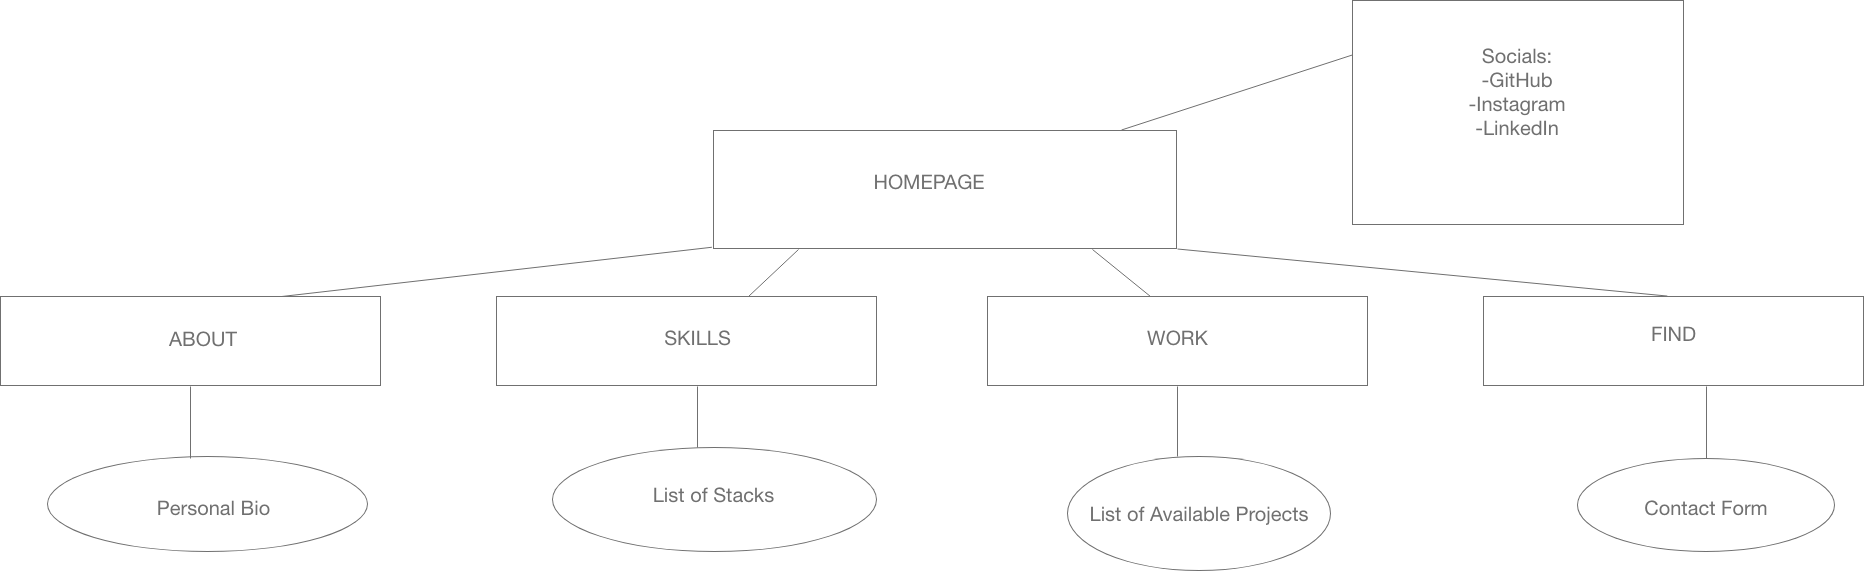 Socials:
-GitHub
-Instagram
-LinkedIn
HOMEPAGE
ABOUT
SKILLS
WORK
FIND
Personal Bio
List of Stacks
List of Available Projects
Contact Form